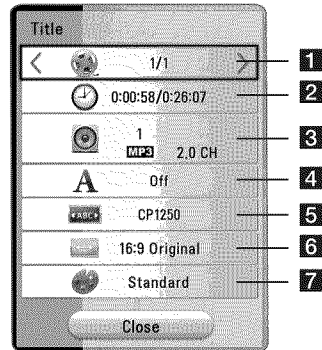 Title
1/1 1
0:00:58/0:26:07 2
1 3
MP3 2.0 CH
A Off 4
ABC CP1250 5
16:9 Original 6
Standard 7
Close